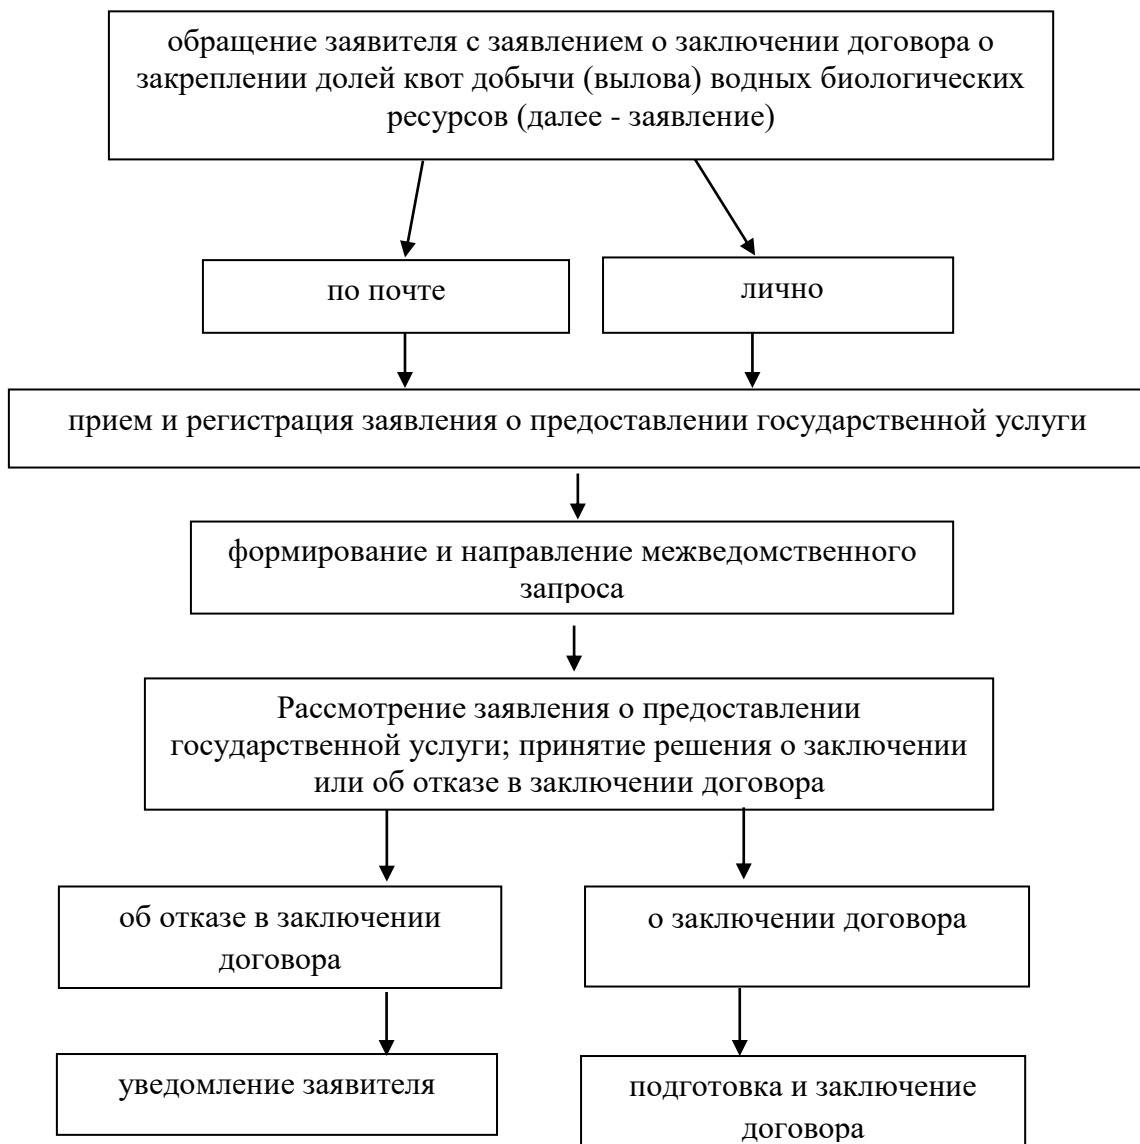 обращение заявителя с заявлением о заключении договора о
закреплении долей квот добычи (вылова) водных биологических
ресурсов (далее - заявление)
по почте
лично
прием и регистрация заявления о предоставлении государственной услуги
формирование и направление межведомственного
запроса
Рассмотрение заявления о предоставлении
государственной услуги; принятие решения о заключении
или об отказе в заключении договора
об отказе в заключении
договора
о заключении договора
уведомление заявителя
подготовка и заключение
договора